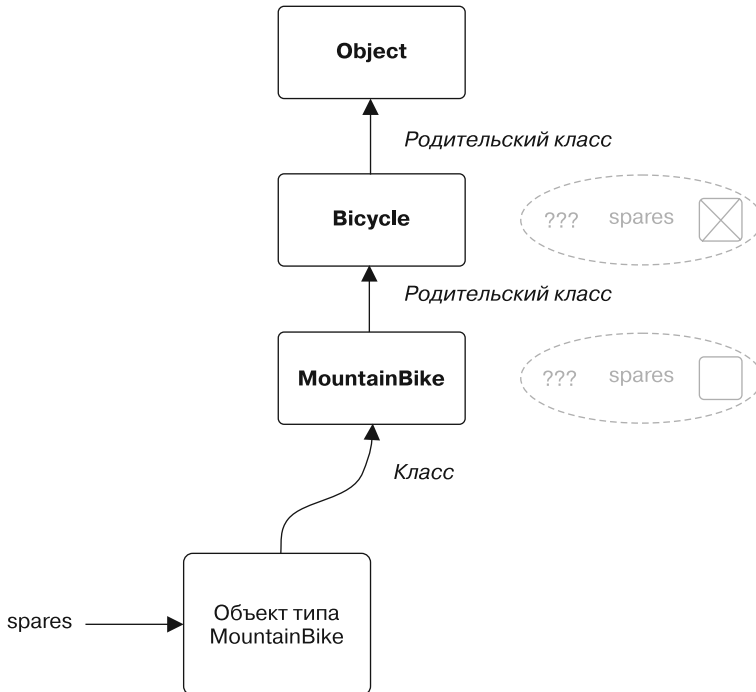 Object
Родительский класс
Bicycle
??? spares
Родительский класс
MountainBike
??? spares
Класс
spares
Объект типа
MountainBike